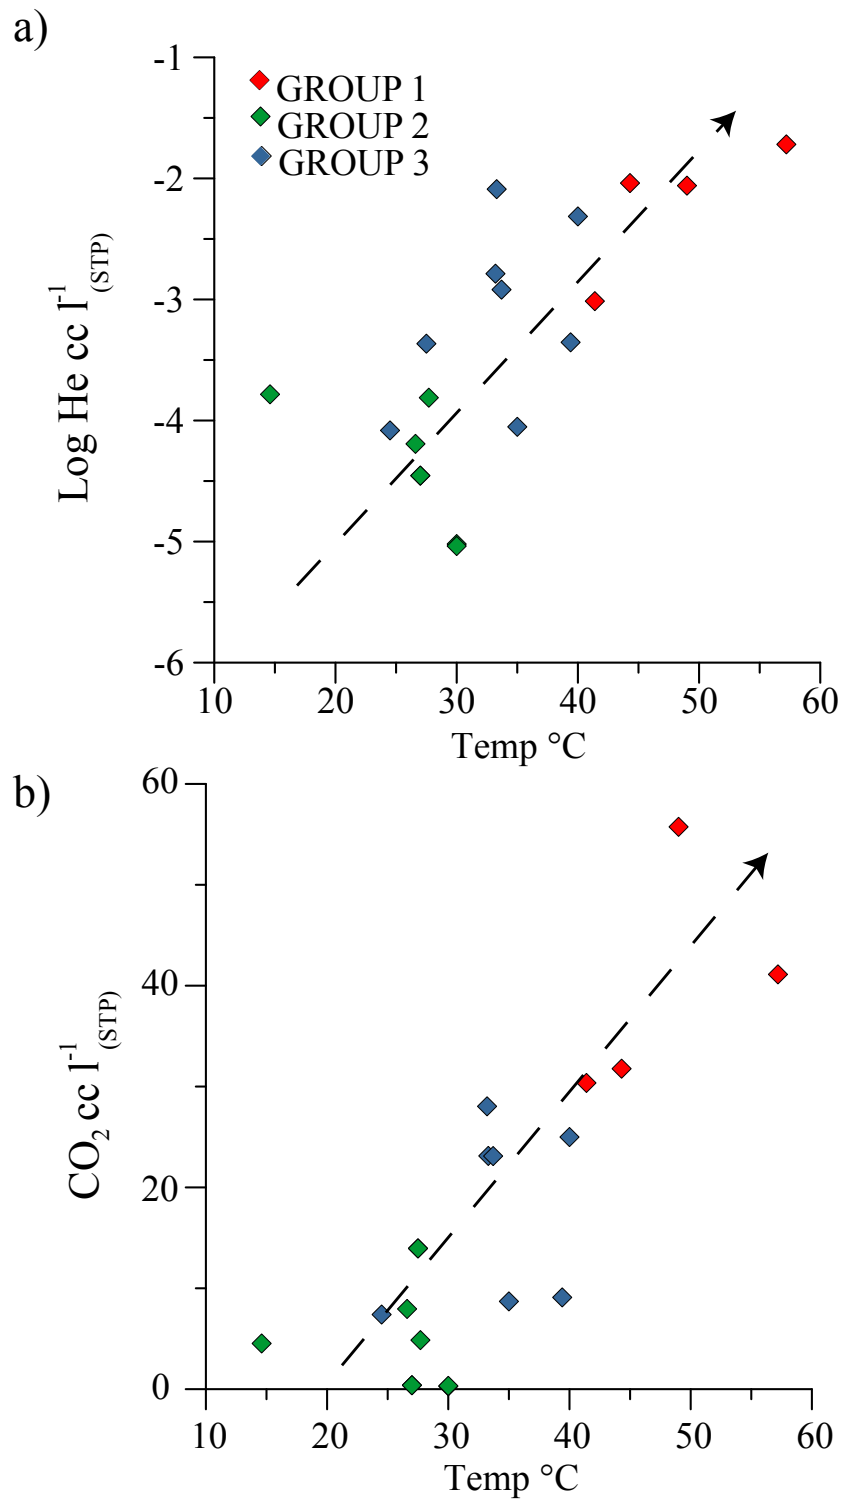 a)
-1
-2
-3
-4
-5
-6
GROUP 1
GROUP 2
GROUP 3
Log He cc l⁻¹(STP)
10 20 30 40 50 60
Temp °C
b)
60
40
20
0
CO₂ cc l⁻¹(STP)
10 20 30 40 50 60
Temp °C